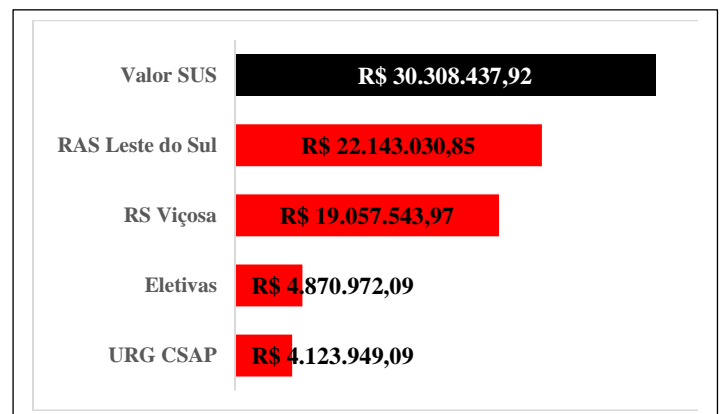 Valor SUS R$ 30.308.437,92
RAS Leste do Sul R$ 22.143.030,85
RS Viçosa R$ 19.057.543,97
Eletivas R$ 4.870.972,09
URG CSAP R$ 4.123.949,09